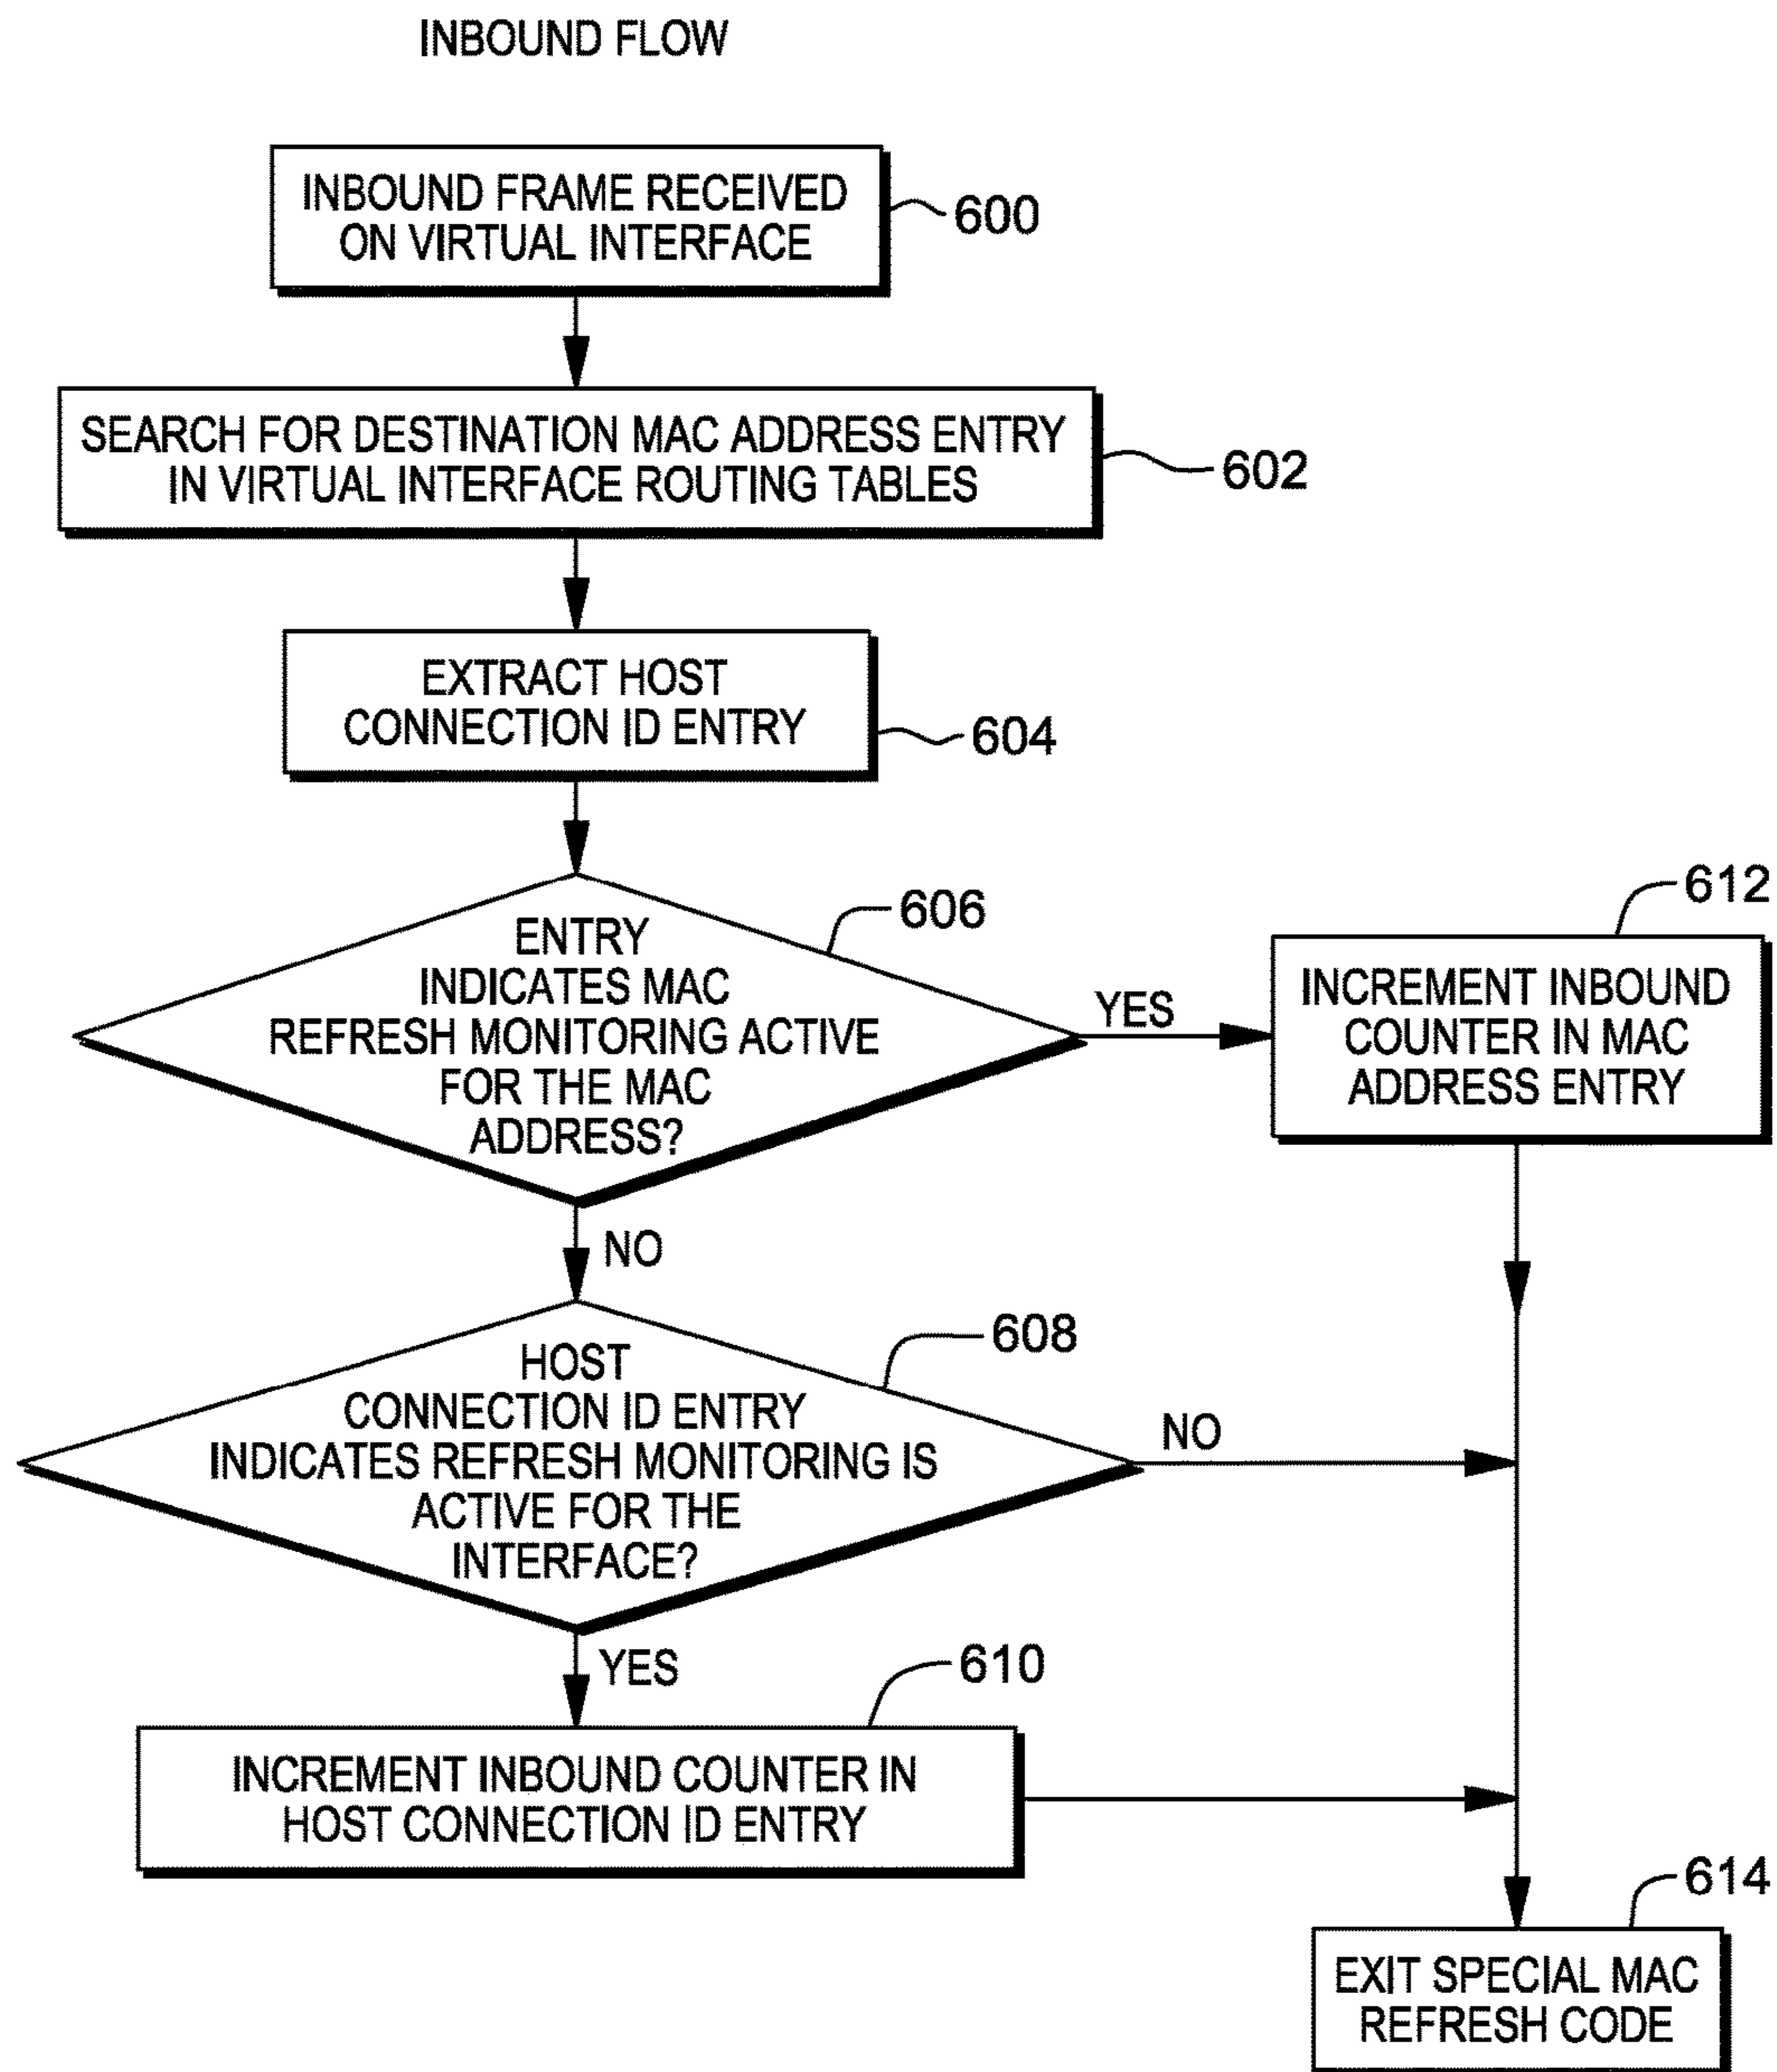 INBOUND FLOW
INBOUND FRAME RECEIVED
ON VIRTUAL INTERFACE
600
SEARCH FOR DESTINATION MAC ADDRESS ENTRY
IN VIRTUAL INTERFACE ROUTING TABLES
602
EXTRACT HOST
CONNECTION ID ENTRY
604
ENTRY
INDICATES MAC
REFRESH MONITORING ACTIVE
FOR THE MAC
ADDRESS?
606
YES
612
INCREMENT INBOUND
COUNTER IN MAC
ADDRESS ENTRY
NO
HOST
CONNECTION ID ENTRY
INDICATES REFRESH MONITORING IS
ACTIVE FOR THE
INTERFACE?
608
NO
YES
610
INCREMENT INBOUND COUNTER IN
HOST CONNECTION ID ENTRY
614
EXIT SPECIAL MAC
REFRESH CODE